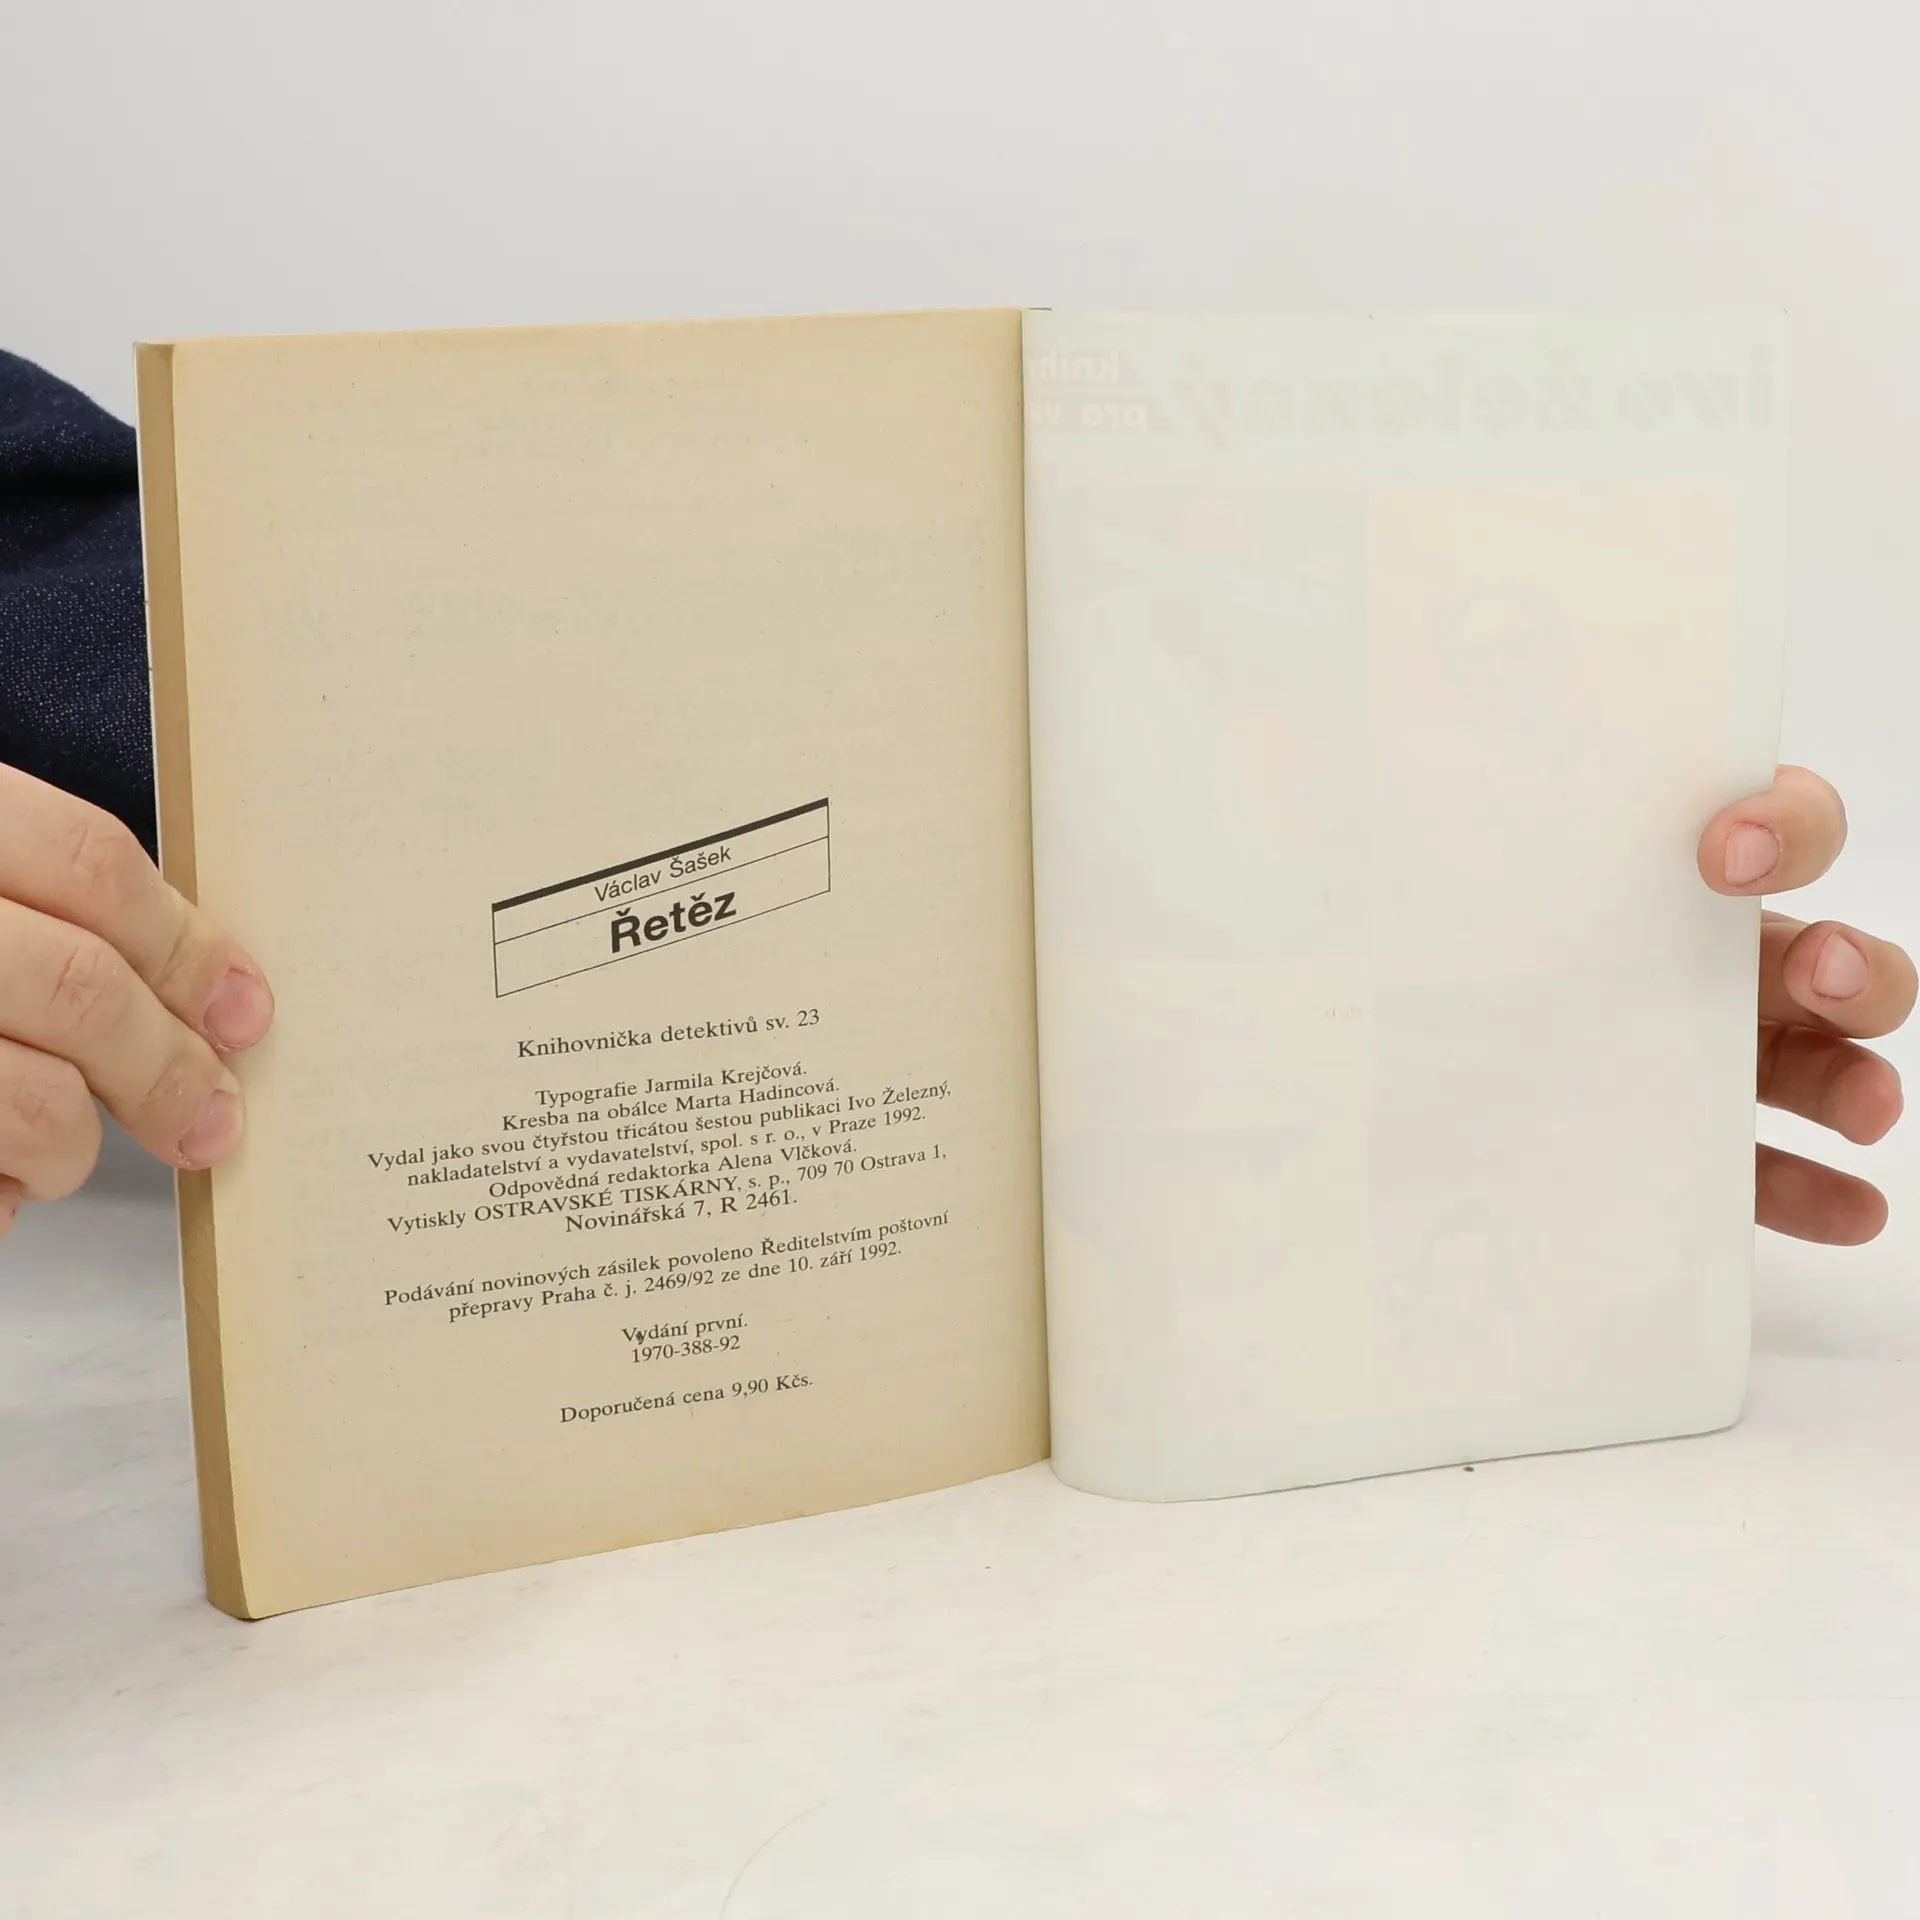 Václav Šašek
Řetěz
Knihovnička detektivů sv. 23
Typografie Jarmila Krejčová.
Kresba na obálce Marta Hadincová.
Vydal jako svou čtyřstou třicátou šestou publikaci Ivo Železný,
nakladatelství a vydavatelství, spol. s r. o., v Praze 1992.
Odpovědná redaktorka Alena Vlčková.
Vytiskly OSTRAVSKÉ TISKÁRNY, s. p., 709 70 Ostrava 1,
Novinářská 7, R 2461.
Podávání novinových zásilek povoleno Ředitelstvím poštovní
přepravy Praha č. j. 2469/92 ze dne 10. září 1992.
Vydání první.
1970-388-92
Doporučená cena 9,90 Kčs.
ivo železný
pro